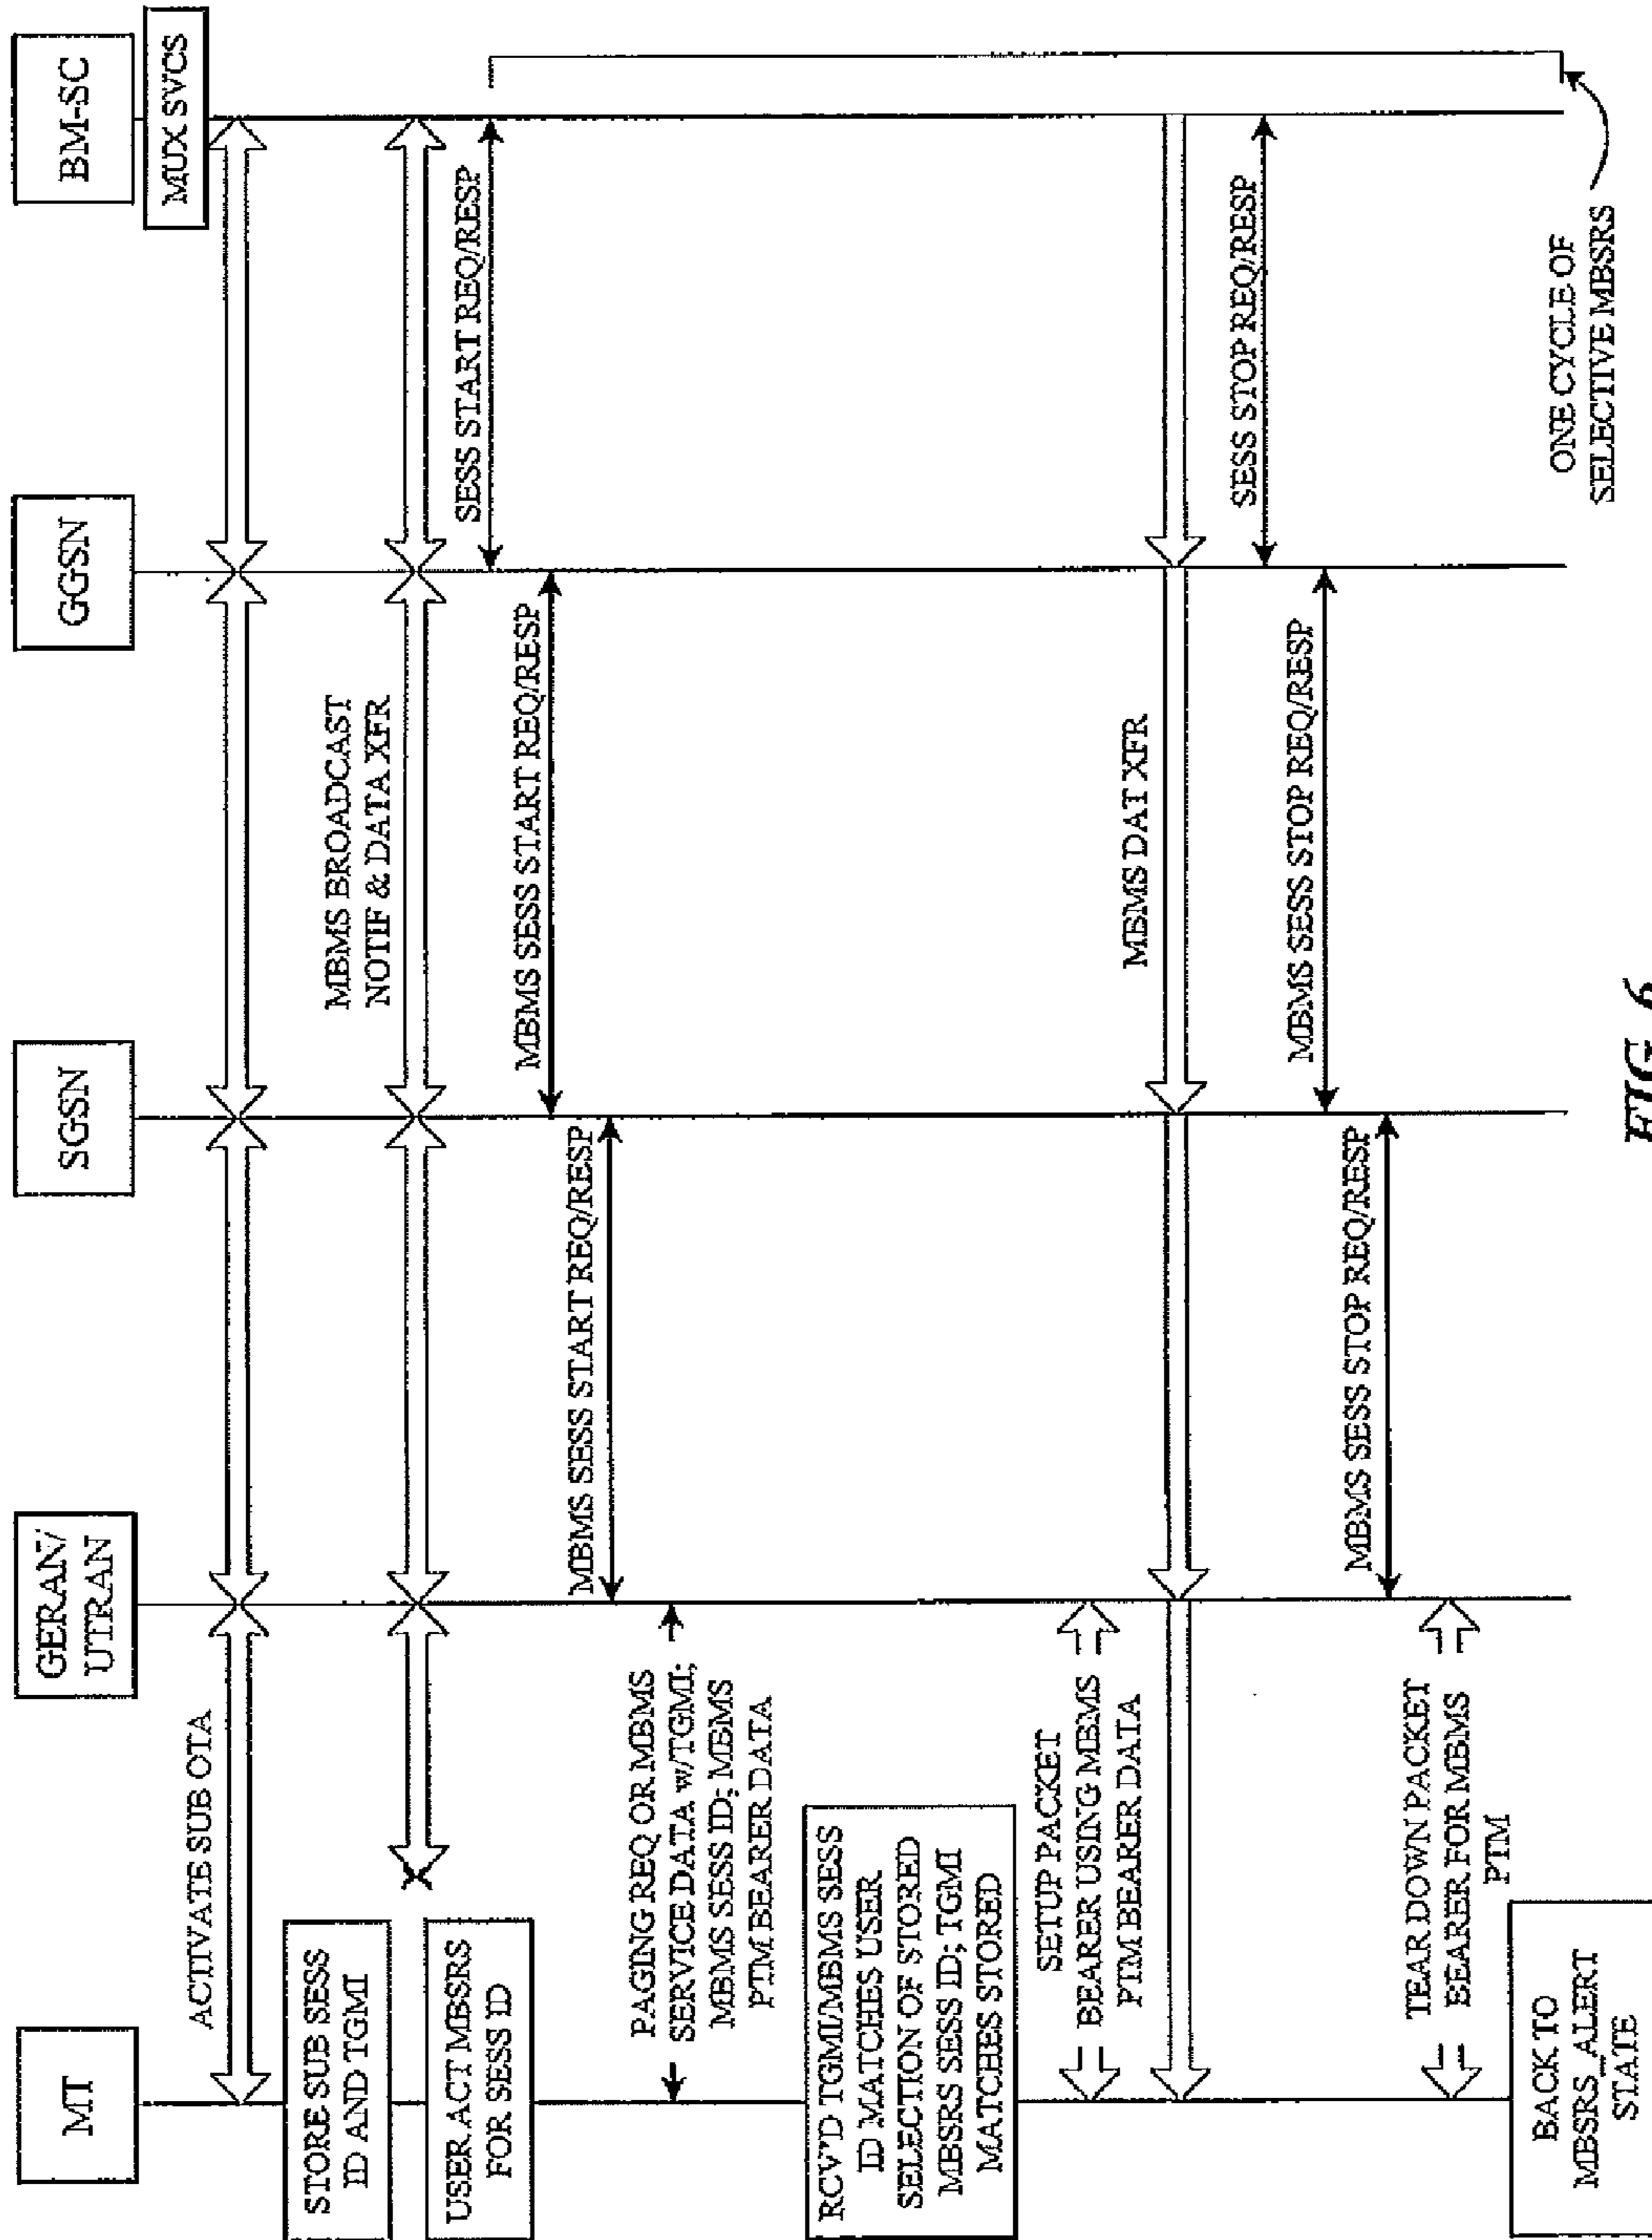 MT
GERAN/
UTRAN
SGSN
GGSN
BM-SC
MUX SVCS
ACTIVATE SUB OTA
STORE SUB SESS
ID AND TGMI
MBMS BROADCAST
NOTIF & DATA XFR
USER ACT MBSRS
FOR SESS ID
SESS START REQ/RESP
MBMS SESS START REQ/RESP
MBMS SESS START REQ/RESP
PAGING REQ OR MBMS
SERVICE DATA w/TGMI;
MBMS SESS ID; MBMS
PTM BEARER DATA
RCV'D TGMI/MBMS SESS
ID MATCHES USER
SELECTION OF STORED
MBSRS SESS ID; TGMI
MATCHES STORED
SETUP PACKET
BEARER USING MBMS
PTM BEARER DATA
MBMS DAT XFR
SESS STOP REQ/RESP
MBMS SESS STOP REQ/RESP
MBMS SESS STOP REQ/RESP
TEAR DOWN PACKET
BEARER FOR MBMS
PTM
BACK TO
MBSRS_ALERT
STATE
ONE CYCLE OF
SELECTIVE MBSRS
FIG. 6